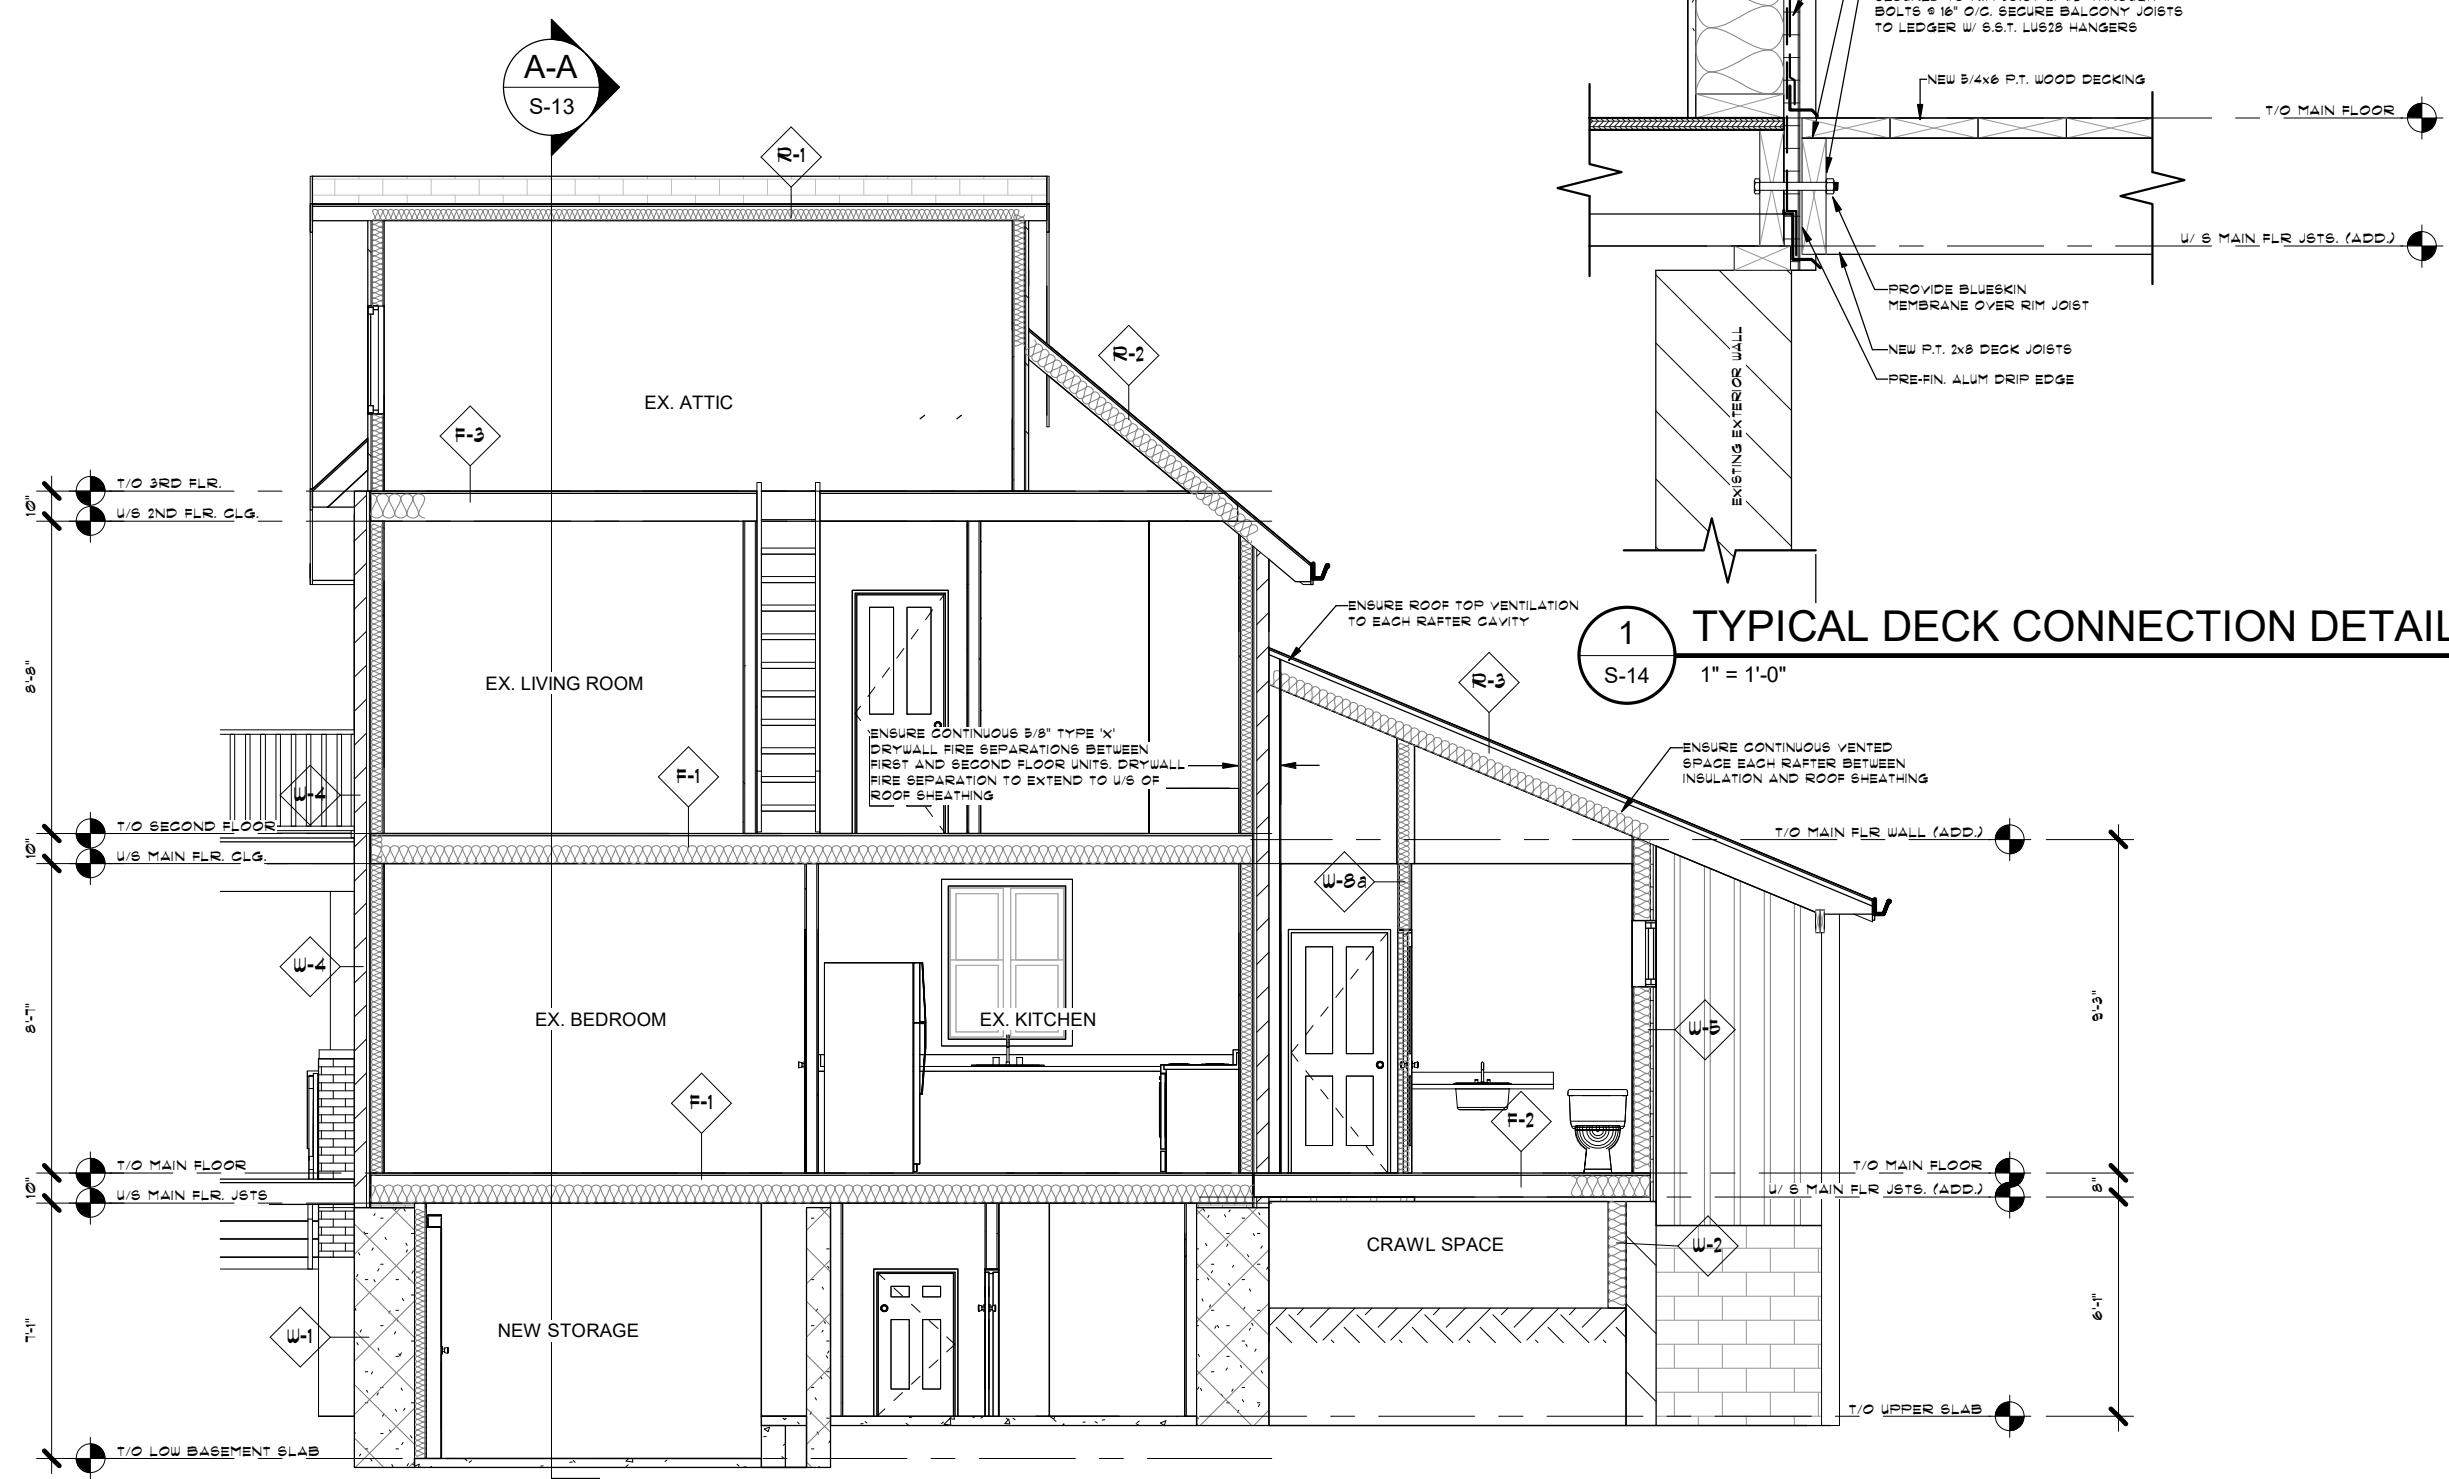 A-A
S-13
R-1
R-2
EX. ATTIC
F-3
T/O 3RD FLR.
10"
U/S 2ND FLR. CLG.
8'-8"
EX. LIVING ROOM
ENSURE CONTINUOUS 5/8" TYPE 'X'
DRYWALL FIRE SEPARATIONS BETWEEN
FIRST AND SECOND FLOOR UNITS. DRYWALL
FIRE SEPARATION TO EXTEND TO U/S OF
ROOF SHEATHING
F-1
W-4
T/O SECOND FLOOR
10"
U/S MAIN FLR. CLG.
W-4
8'-7"
EX. BEDROOM
EX. KITCHEN
F-1
T/O MAIN FLOOR
10"
U/S MAIN FLR. JSTS
7'-1"
W-1
NEW STORAGE
T/O LOW BASEMENT SLAB
ENSURE ROOF TOP VENTILATION
TO EACH RAFTER CAVITY
R-3
ENSURE CONTINUOUS VENTED
SPACE EACH RAFTER BETWEEN
INSULATION AND ROOF SHEATHING
T/O MAIN FLR WALL (ADD.)
W-8a
W-5
9'-3"
F-2
T/O MAIN FLOOR
8"
U/ S MAIN FLR JSTS. (ADD.)
CRAWL SPACE
W-2
6'-1"
T/O UPPER SLAB
BOLTS @ 16" O/C. SECURE BALCONY JOISTS
TO LEDGER W/ S.S.T. LUS28 HANGERS
NEW 5/4x6 P.T. WOOD DECKING
T/O MAIN FLOOR
U/ S MAIN FLR JSTS. (ADD.)
PROVIDE BLUESKIN
MEMBRANE OVER RIM JOIST
NEW P.T. 2x8 DECK JOISTS
PRE-FIN. ALUM DRIP EDGE
EXISTING EXTERIOR WALL
1
S-14
TYPICAL DECK CONNECTION DETAIL
1" = 1'-0"